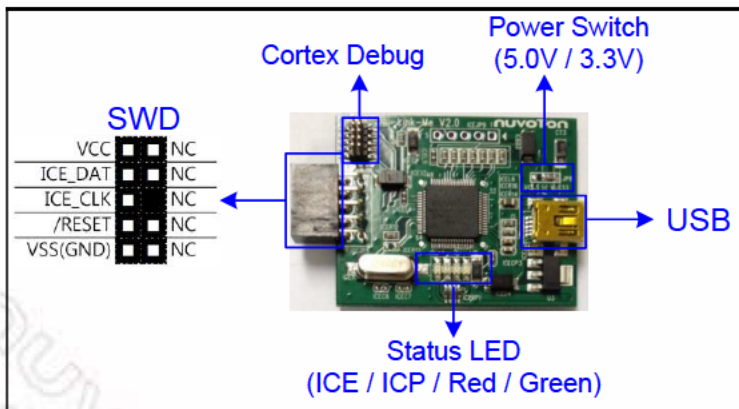 Power Switch
(5.0V / 3.3V)
Cortex Debug
SWD
VCC NC
ICE_DAT NC
ICE_CLK NC
/RESET NC
VSS(GND) NC
V2.0
nuvoTon
USB
Status LED
(ICE / ICP / Red / Green)
nuvo